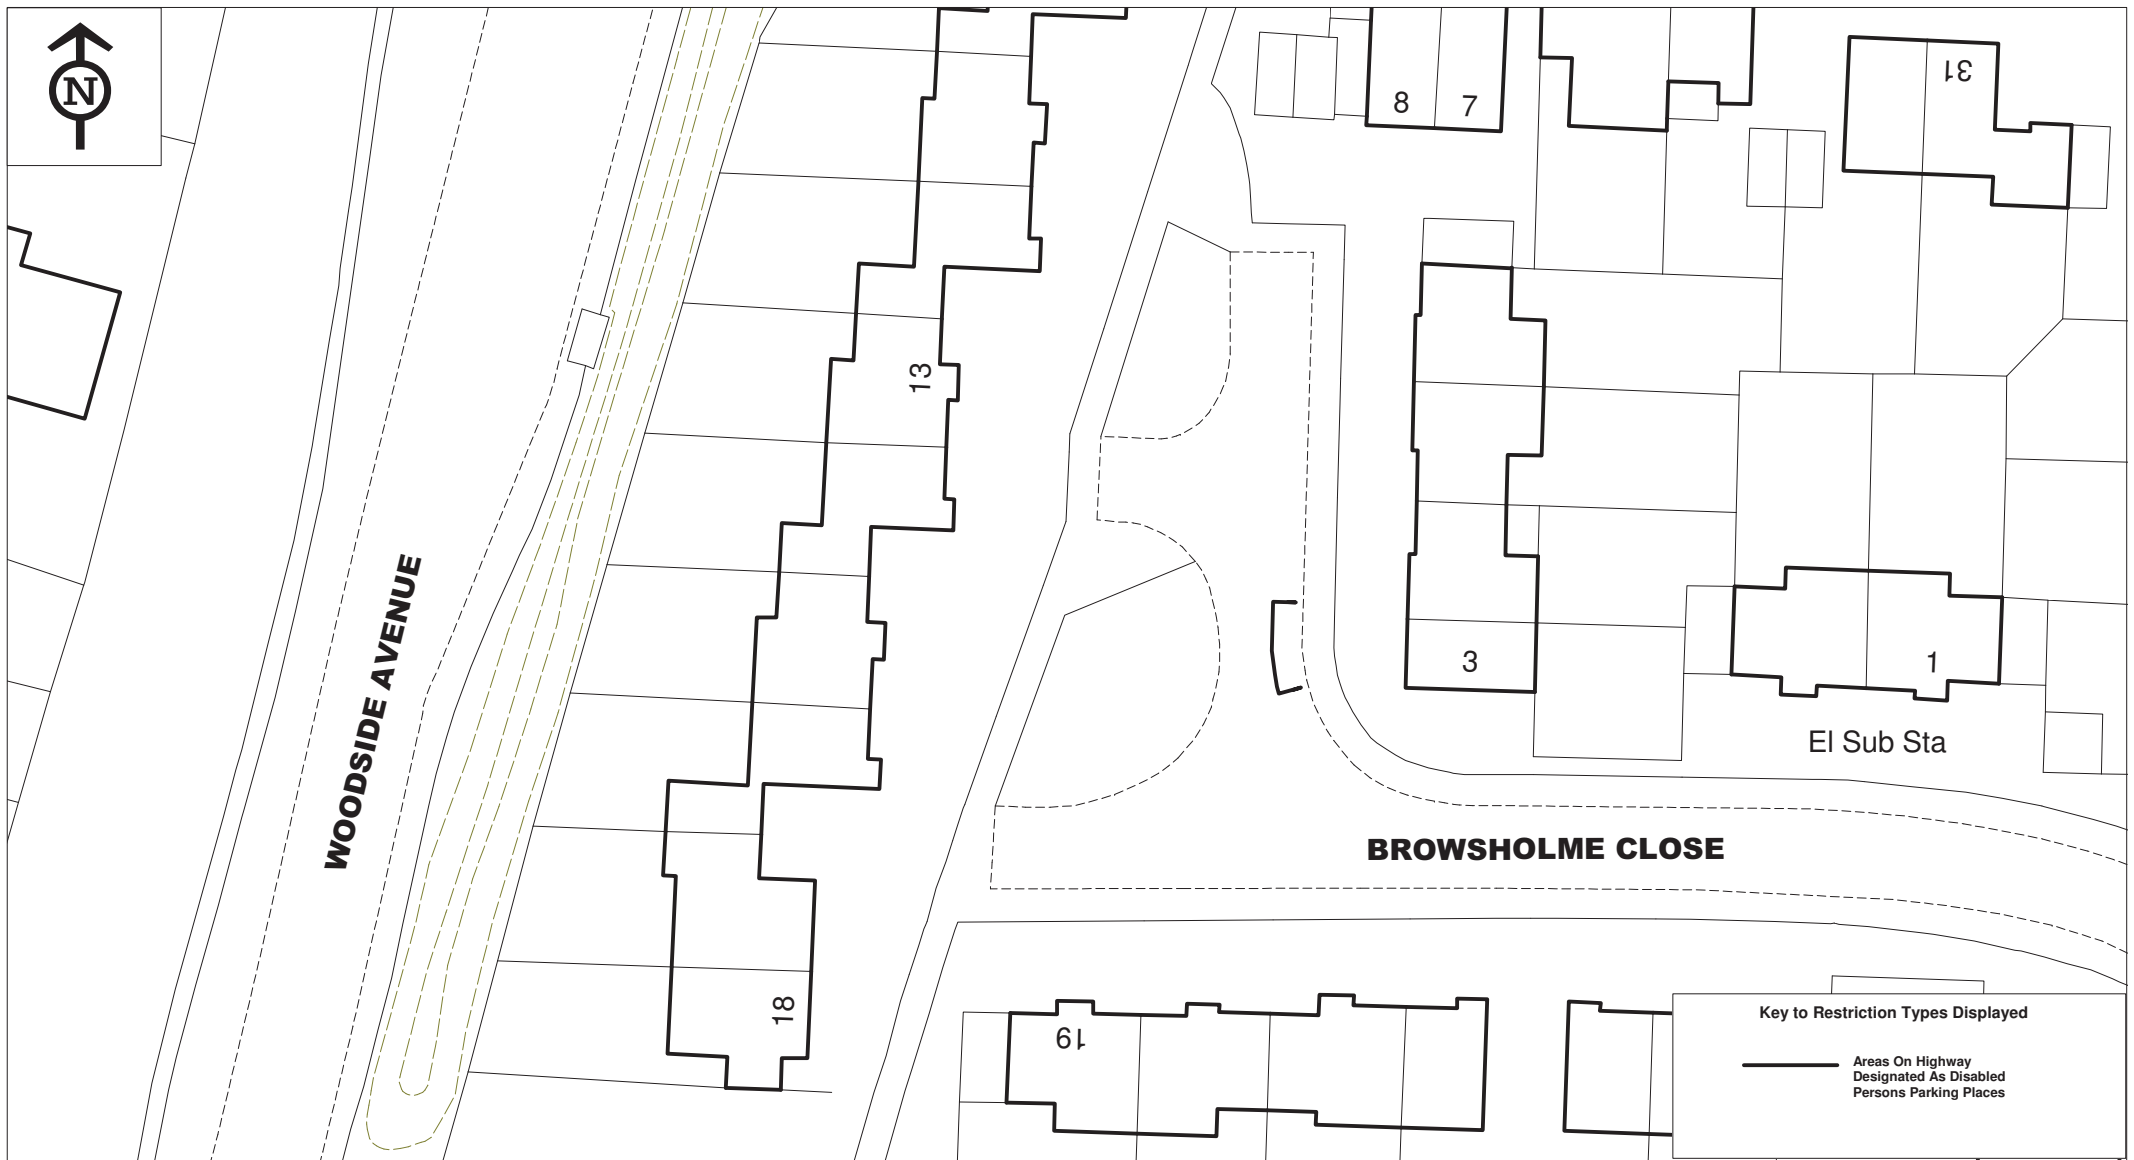 N
8
7
31
13
WOODSIDE AVENUE
3
1
El Sub Sta
BROWSHOLME CLOSE
18
19
Key to Restriction Types Displayed
Areas On Highway
Designated As Disabled
Persons Parking Places